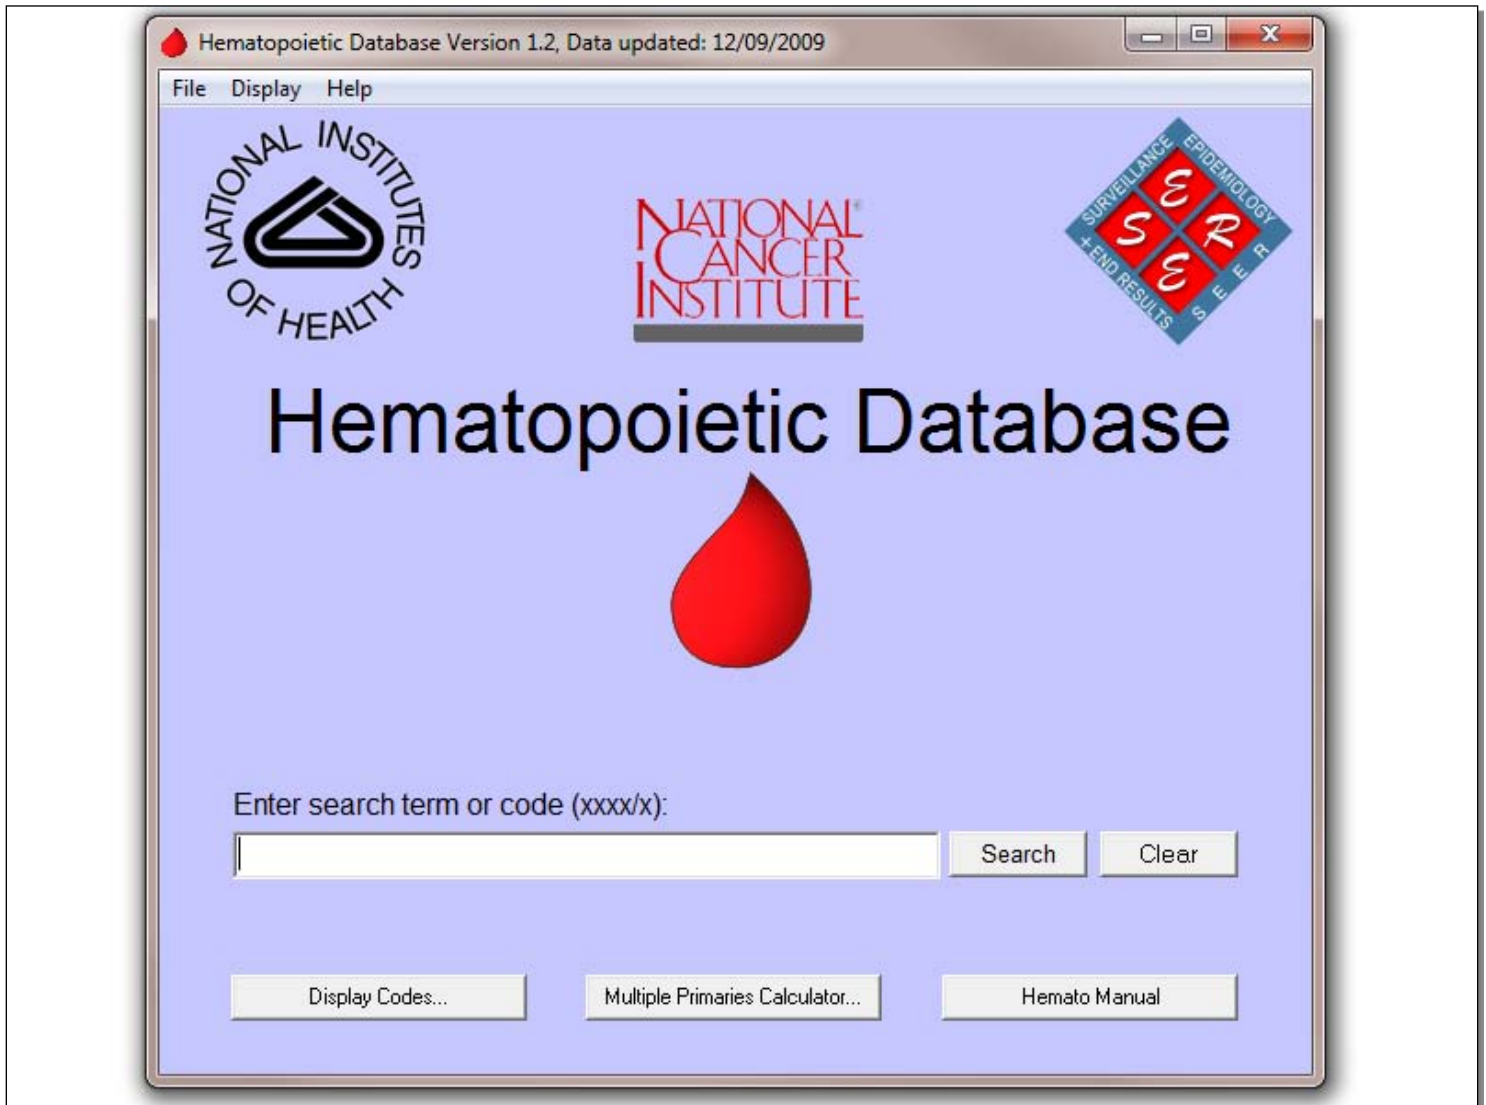 Hematopoietic Database Version 1.2, Data updated: 12/09/2009
File Display Help
NATIONAL INSTITUTES OF HEALTH
NATIONAL
CANCER
INSTITUTE
SURVEILLANCE
EPIDEMIOLOGY
+ END RESULTS
SEER
S E R E
Hematopoietic Database
Enter search term or code (xxxx/x):
Search Clear
Display Codes... Multiple Primaries Calculator... Hemato Manual